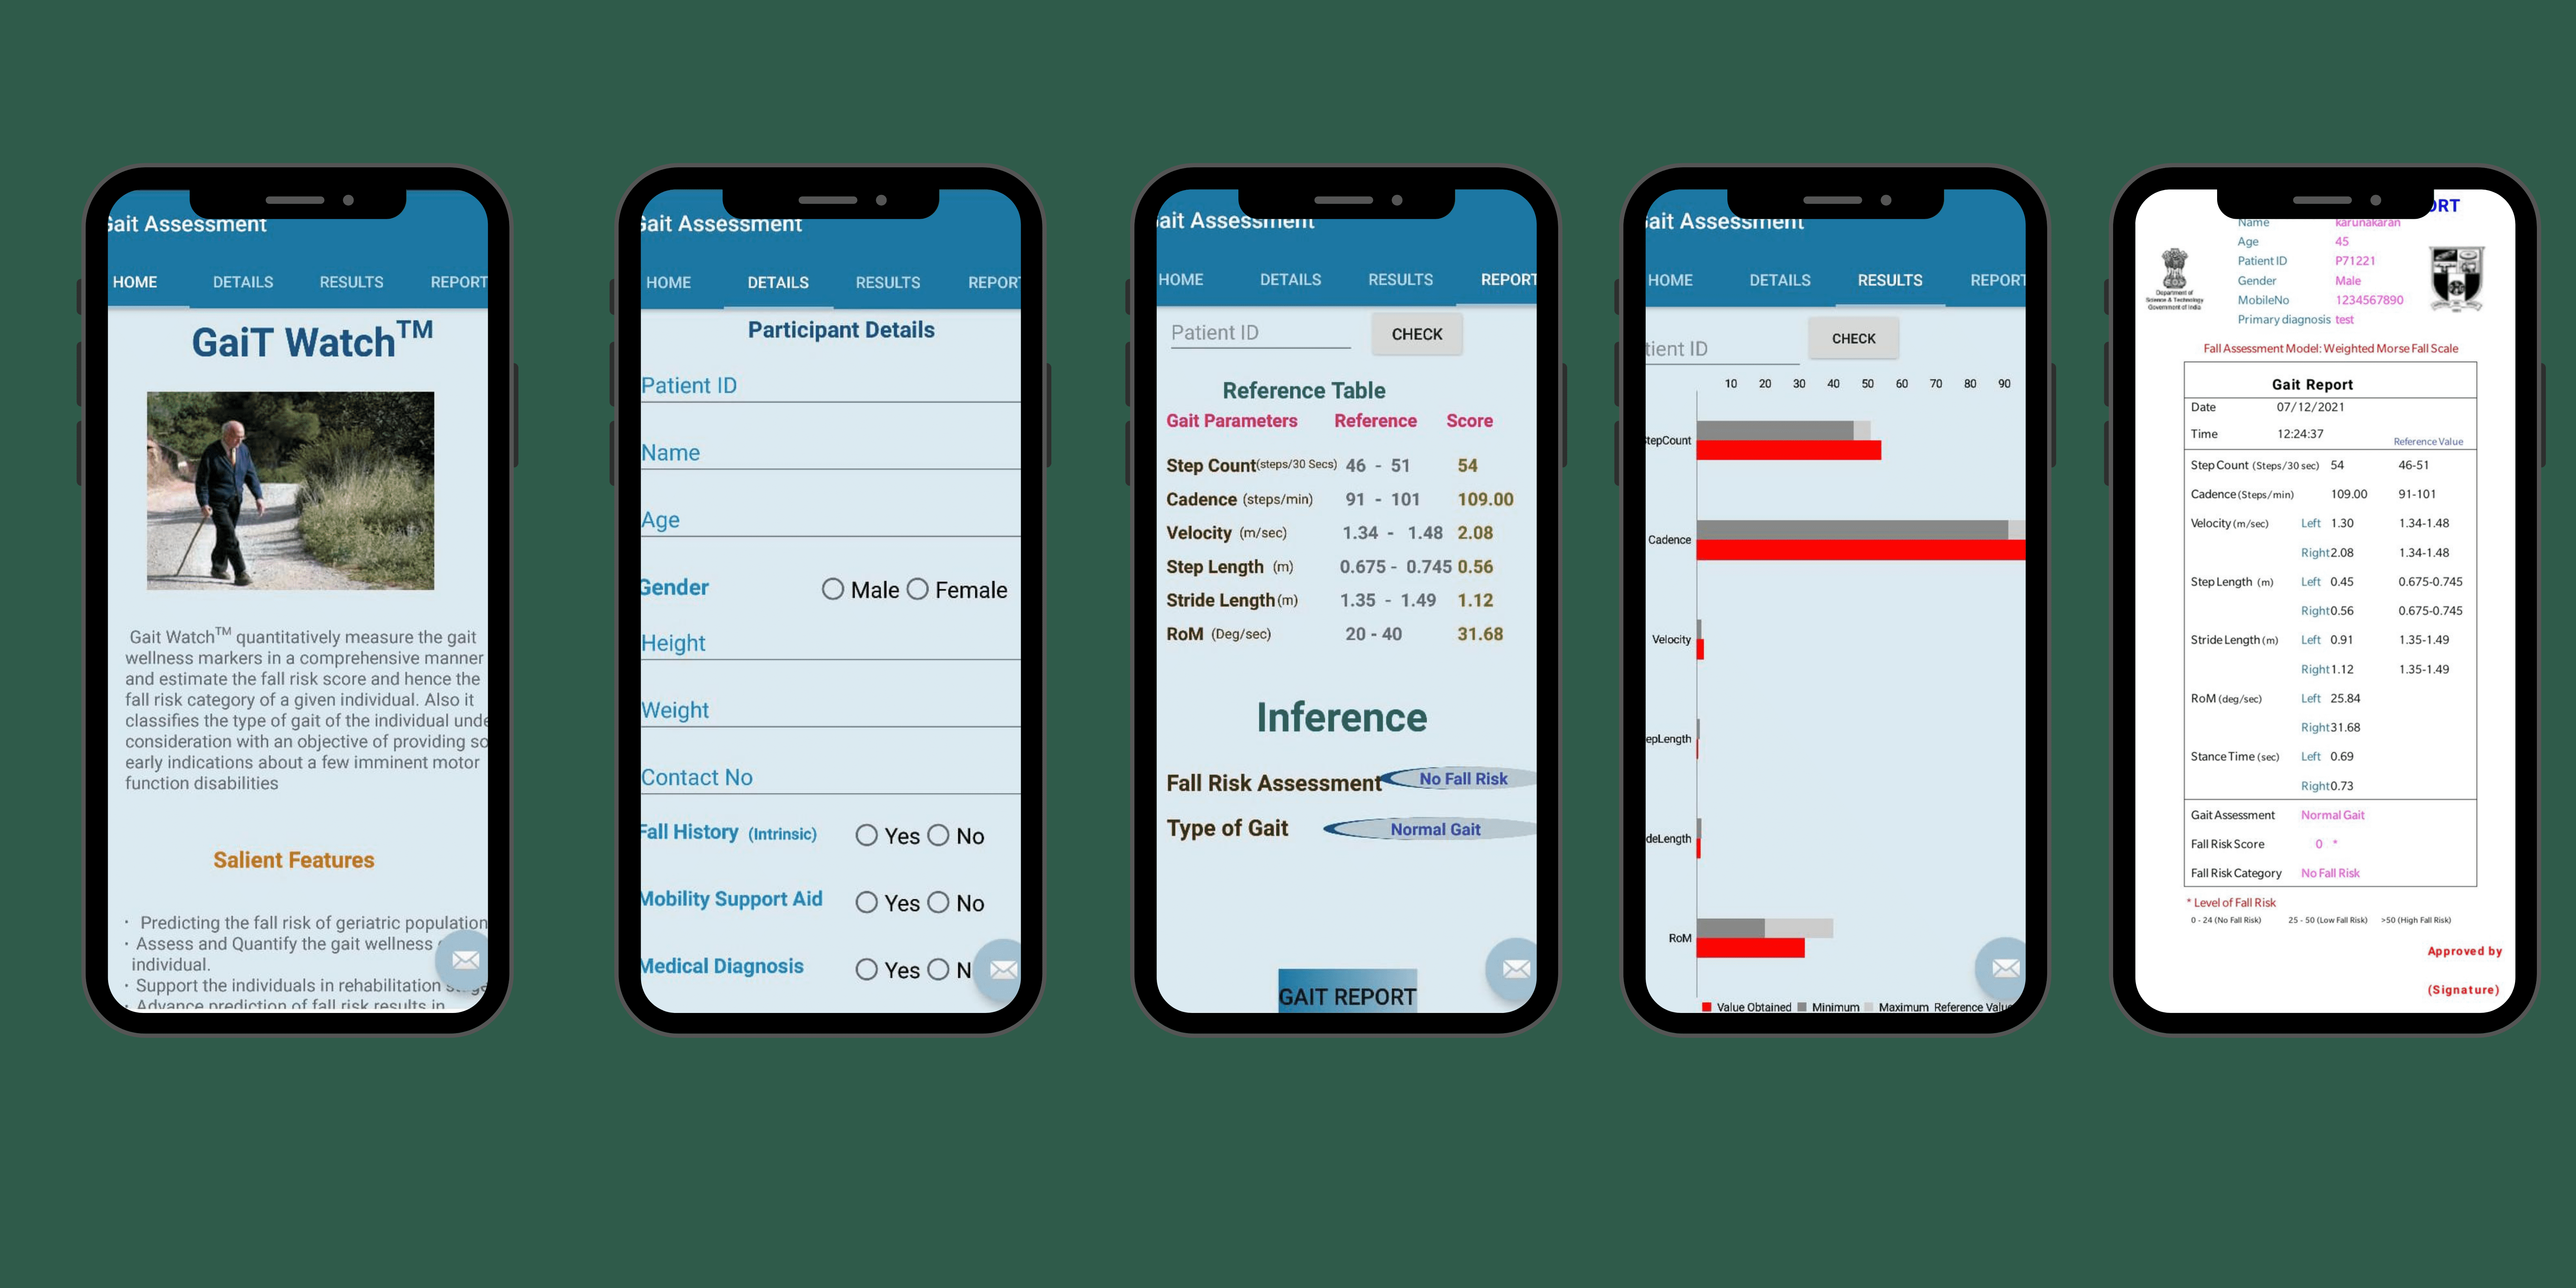 Gait Assessment
HOME DETAILS RESULTS REPORT
GaiT Watch™
Gait Watch™ quantitatively measure the gait
wellness markers in a comprehensive manner
and estimate the fall risk score and hence the
fall risk category of a given individual. Also it
classifies the type of gait of the individual unde
consideration with an objective of providing so
early indications about a few imminent motor
function disabilities
Salient Features
· Predicting the fall risk of geriatric population
· Assess and Quantify the gait wellness
individual.
· Support the individuals in rehabilitation
· Advance prediction of fall risk results in
Gait Assessment
HOME DETAILS RESULTS REPOR
Participant Details
Patient ID
Name
Age
Gender Male Female
Height
Weight
Contact No
Fall History (Intrinsic) Yes No
Mobility Support Aid Yes No
Medical Diagnosis Yes N
ait Assessment
HOME DETAILS RESULTS REPORT
Patient ID CHECK
Reference Table
Gait Parameters Reference Score
Step Count(steps/30 Secs) 46 - 51 54
Cadence (steps/min) 91 - 101 109.00
Velocity (m/sec) 1.34 - 1.48 2.08
Step Length (m) 0.675 - 0.745 0.56
Stride Length(m) 1.35 - 1.49 1.12
RoM (Deg/sec) 20 - 40 31.68
Inference
Fall Risk Assessment No Fall Risk
Type of Gait Normal Gait
GAIT REPORT
ait Assessment
HOME DETAILS RESULTS REPORT
tient ID CHECK
10 20 30 40 50 60 70 80 90
tepCount
Cadence
Velocity
epLength
deLength
RoM
Value Obtained Minimum Maximum Reference Value
ORT
Name karunakaran
Age 45
Patient ID P71221
Gender Male
MobileNo 1234567890
Primary diagnosis test
Department of
Science & Technology
Government of India
Fall Assessment Model: Weighted Morse Fall Scale
Gait Report
Date 07/12/2021
Time 12:24:37
Reference Value
Step Count (Steps/30 sec) 54 46-51
Cadence (Steps/min) 109.00 91-101
Velocity (m/sec) Left 1.30 1.34-1.48
Right 2.08 1.34-1.48
Step Length (m) Left 0.45 0.675-0.745
Right 0.56 0.675-0.745
Stride Length (m) Left 0.91 1.35-1.49
Right 1.12 1.35-1.49
RoM (deg/sec) Left 25.84
Right 31.68
Stance Time (sec) Left 0.69
Right 0.73
Gait Assessment Normal Gait
Fall Risk Score 0 *
Fall Risk Category No Fall Risk
* Level of Fall Risk
0 - 24 (No Fall Risk) 25 - 50 (Low Fall Risk) >50 (High Fall Risk)
Approved by
(Signature)